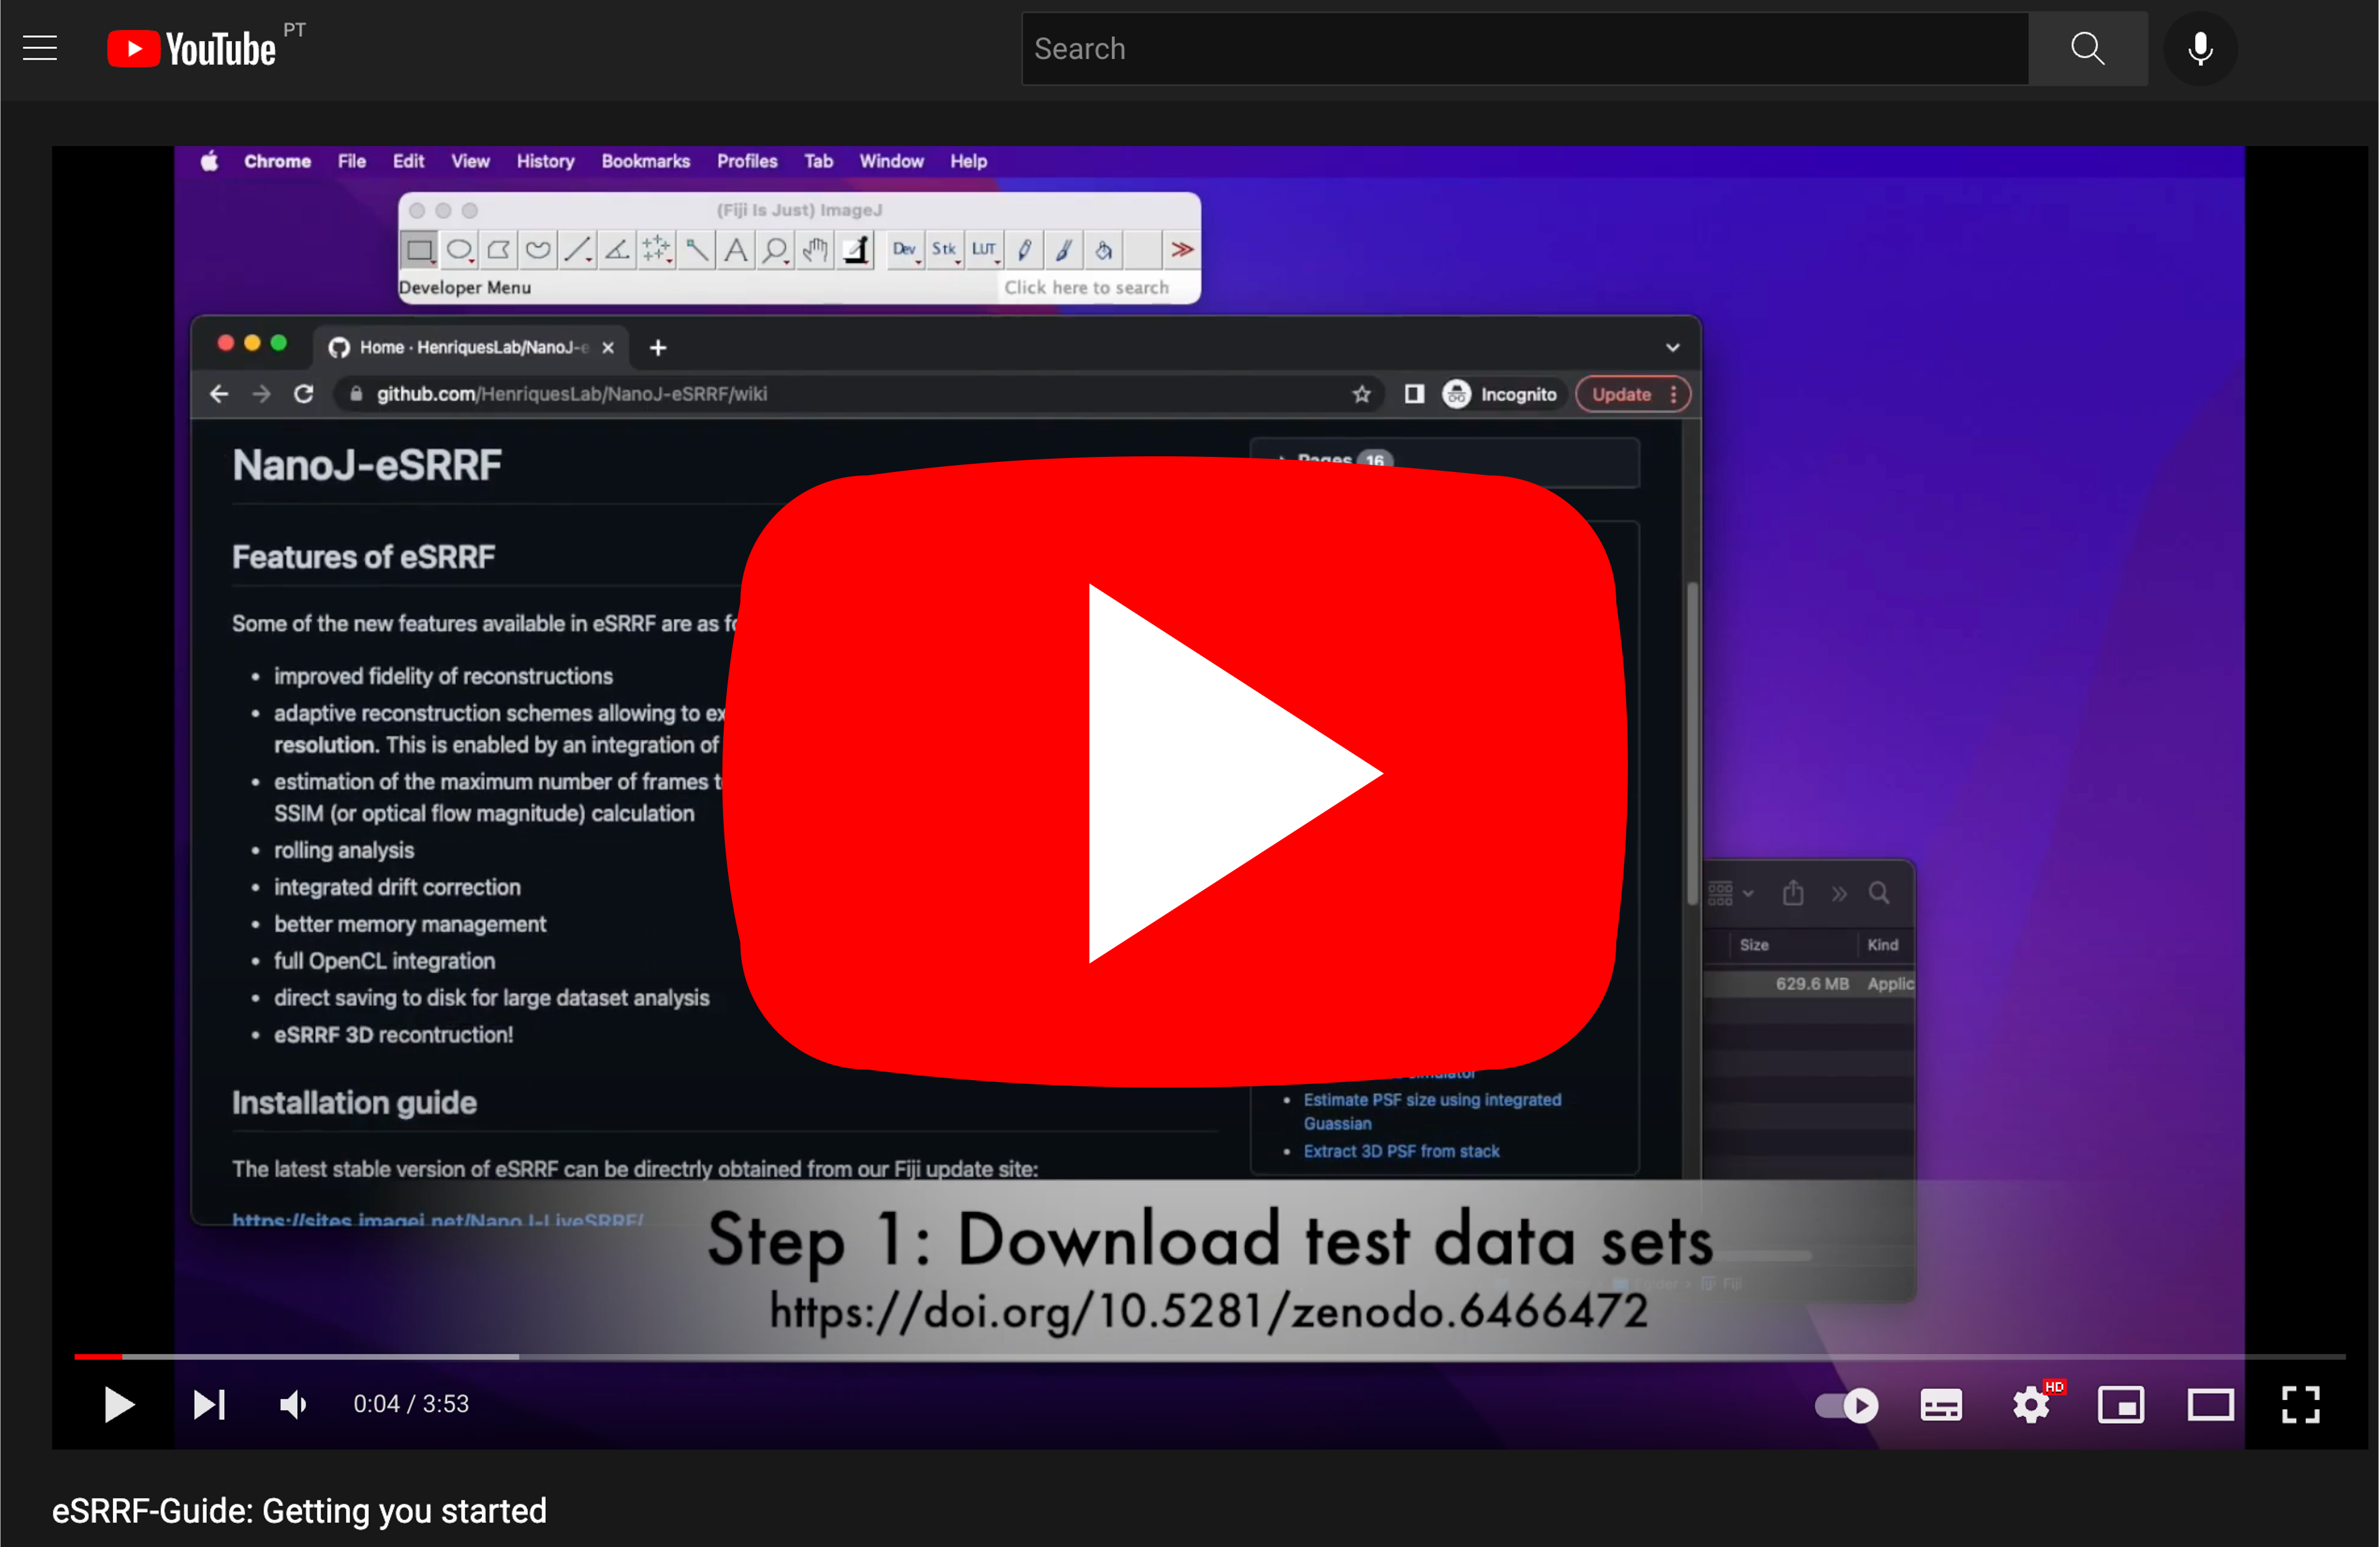 YouTube PT
Search
Chrome File Edit View History Bookmarks Profiles Tab Window Help
(Fiji Is Just) ImageJ
A Dev Stk LUT
Developer Menu Click here to search
Home · HenriquesLab/NanoJ-e
github.com/HenriquesLab/NanoJ-eSRRF/wiki Incognito Update
NanoJ-eSRRF
Pages 16
Features of eSRRF
Some of the new features available in eSRRF are as
• improved fidelity of reconstructions
• adaptive reconstruction schemes allowing to
resolution. This is enabled by an integration of
• estimation of the maximum number of frames
SSIM (or optical flow magnitude) calculation
• rolling analysis
• integrated drift correction
• better memory management
• full OpenCL integration
• direct saving to disk for large dataset analysis
• eSRRF 3D recontruction!
Size Kind
629.6 MB Applic
simulator
• Estimate PSF size using integrated
Guassian
• Extract 3D PSF from stack
Installation guide
The latest stable version of eSRRF can be directrly obtained from our Fiji update site:
https://sites.imagej.net/NanoJ-LiveSRRF/
Step 1: Download test data sets
https://doi.org/10.5281/zenodo.6466472
Fiji
0:04 / 3:53
HD
eSRRF-Guide: Getting you started